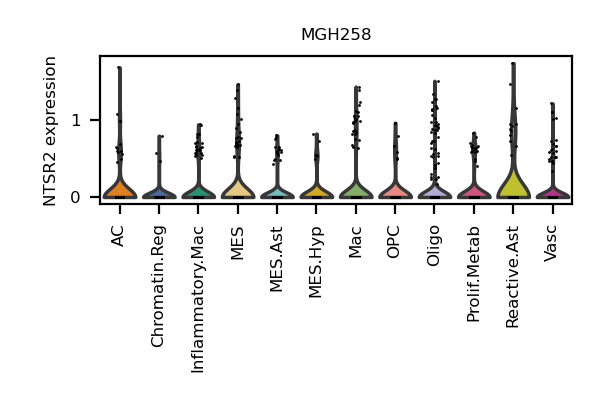 MGH258
NTSR2 expression
1
0
AC
Chromatin.Reg
Inflammatory.Mac
MES
MES.Ast
MES.Hyp
Mac
OPC
Oligo
Prolif.Metab
Reactive.Ast
Vasc